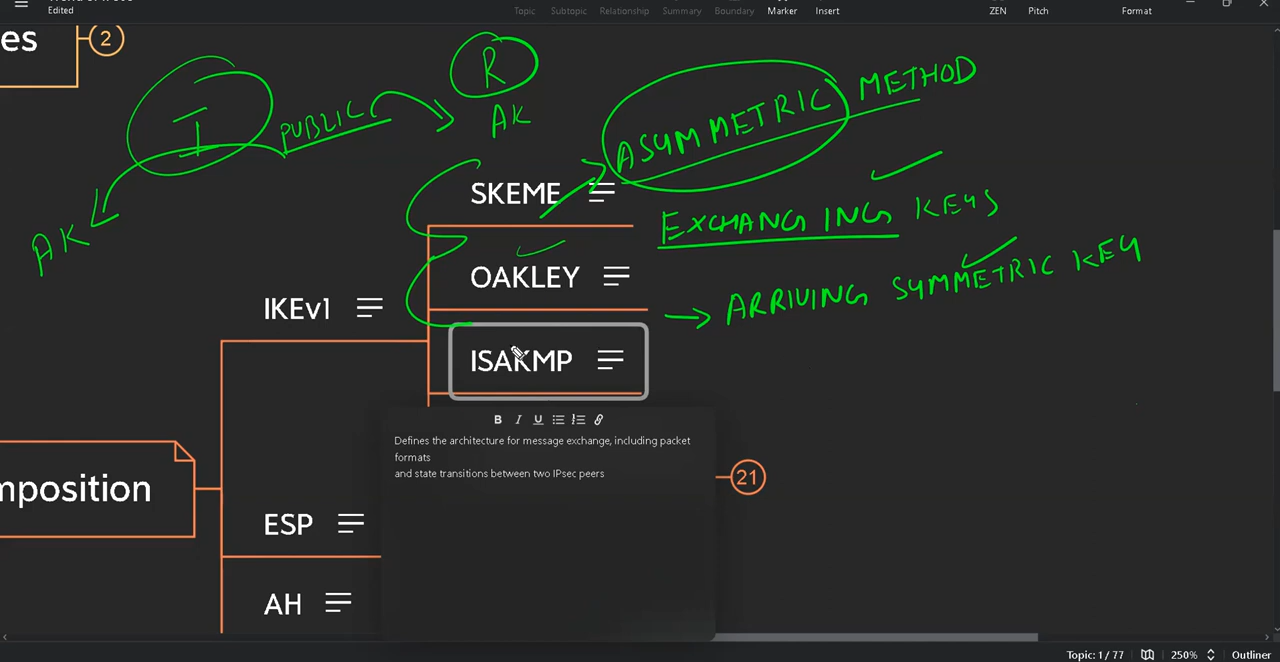 Edited
Topic Subtopic Relationship Summary Boundary Marker Insert ZEN Pitch Format
es
2
I
PUBLIC
R
AK
ASYMMETRIC METHOD
AK
SKEME
EXCHANGING KEYS
OAKLEY
ARRIVING SYMMETRIC KEY
IKEv1
ISAKMP
B I U
Defines the architecture for message exchange, including packet
formats
and state transitions between two IPsec peers
21
mposition
ESP
AH
Topic: 1 / 77 250% Outliner